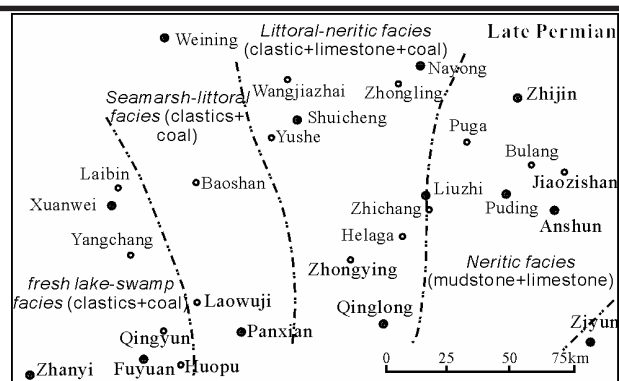 Littoral-neritic facies
(clastic+limestone+coal)
Late Permian
Weining
Nayong
Wangjiazhai
Zhongling
Zhijin
Seamarsh-littoral
facies (clastics+
coal)
Shuicheng
Yushe
Puga
Bulang
Laibin
Baoshan
Jiaozishan
Liuzhi
Xuanwei
Zhichang
Puding
Anshun
Yangchang
Helaga
Zhongying
Neritic facies
(mudstone+limestone)
fresh lake-swamp
facies (clastics+coal)
Laowuji
Qinglong
Ziyun
Qingyun
Panxian
Zhanyi
Fuyuan
Huopu
0 25 50 75km